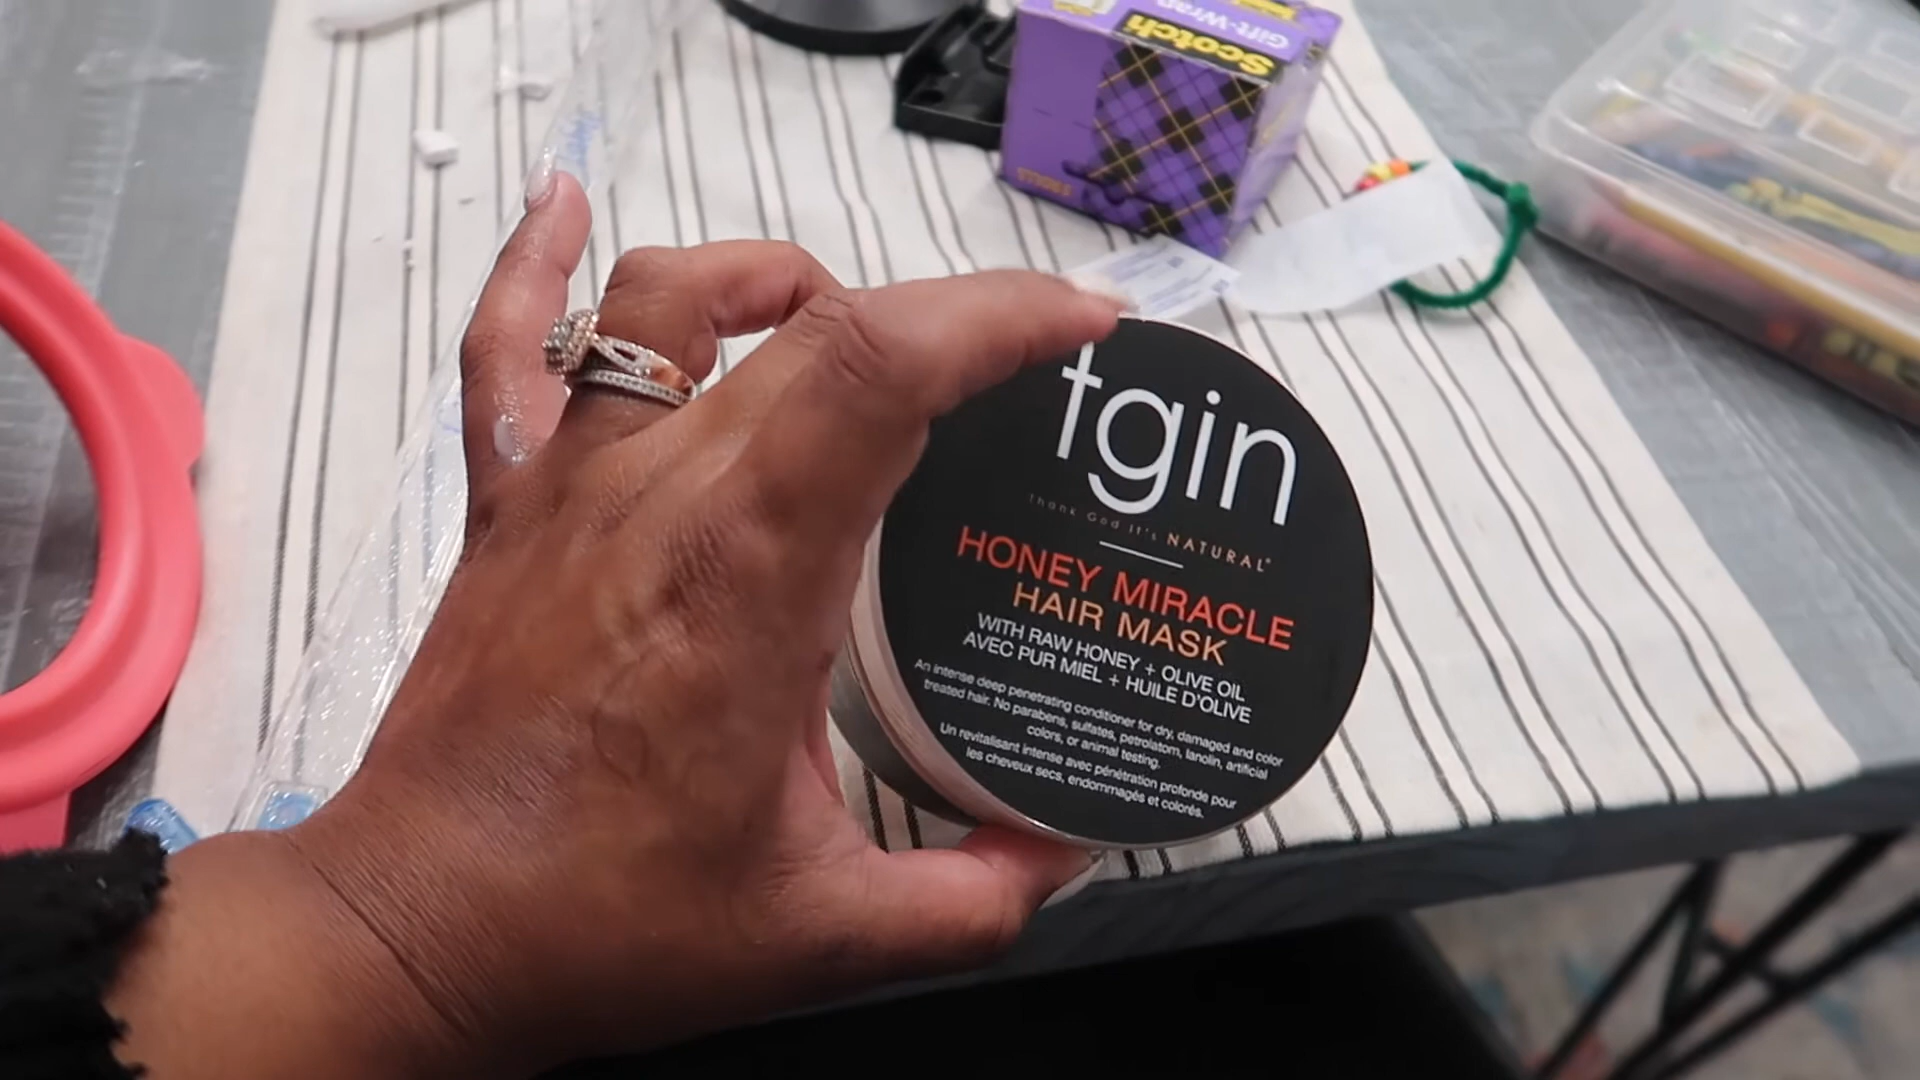 Scotch
Gift-Wrap
tgin
Thank God It's NATURAL®
HONEY MIRACLE
HAIR MASK
WITH RAW HONEY + OLIVE OIL
AVEC PUR MIEL + HUILE D'OLIVE
An intense deep penetrating conditioner for dry, damaged and color
treated hair. No parabens, sulfates, petrolatom, lanolin, artificial
colors, or animal testing.
Un revitalisant intense avec pénétration profonde pour
les cheveux secs, endommagés et colorés.